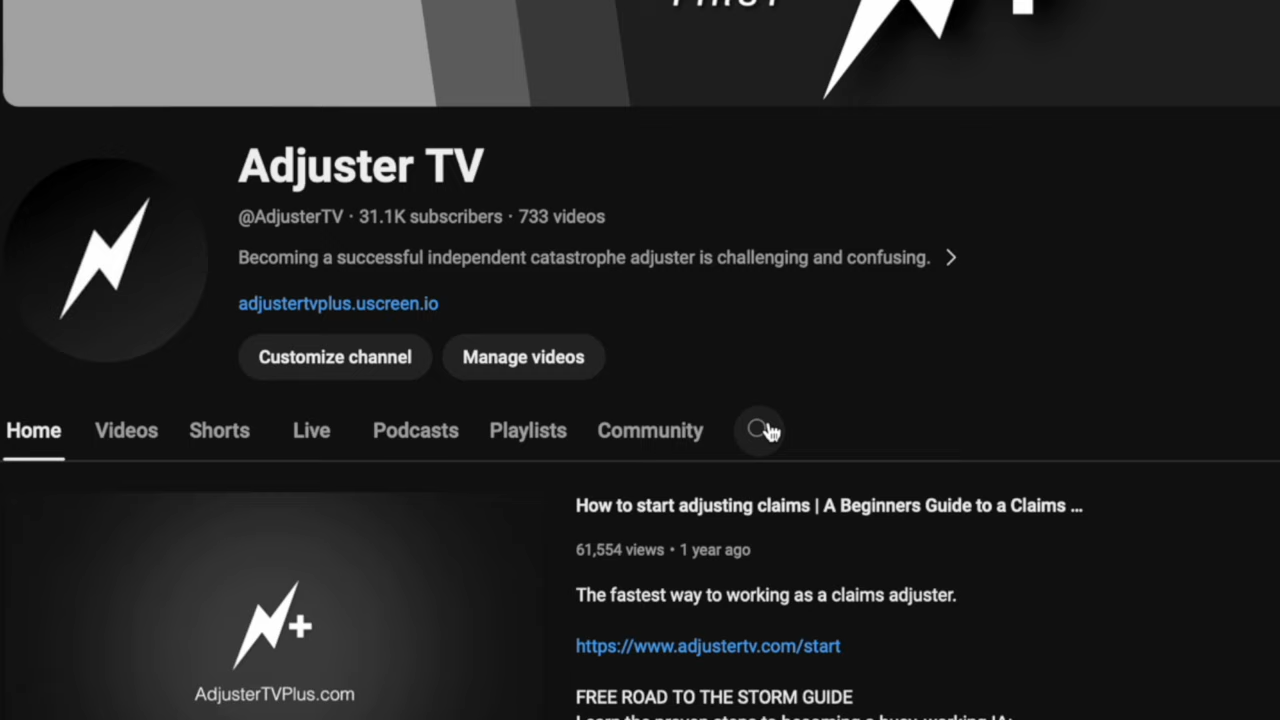 Adjuster TV
@AdjusterTV · 31.1K subscribers · 733 videos
Becoming a successful independent catastrophe adjuster is challenging and confusing.
adjustertvplus.uscreen.io
Customize channel Manage videos
Home Videos Shorts Live Podcasts Playlists Community
How to start adjusting claims | A Beginners Guide to a Claims ...
61,554 views • 1 year ago
The fastest way to working as a claims adjuster.
https://www.adjustertv.com/start
AdjusterTVPlus.com
FREE ROAD TO THE STORM GUIDE